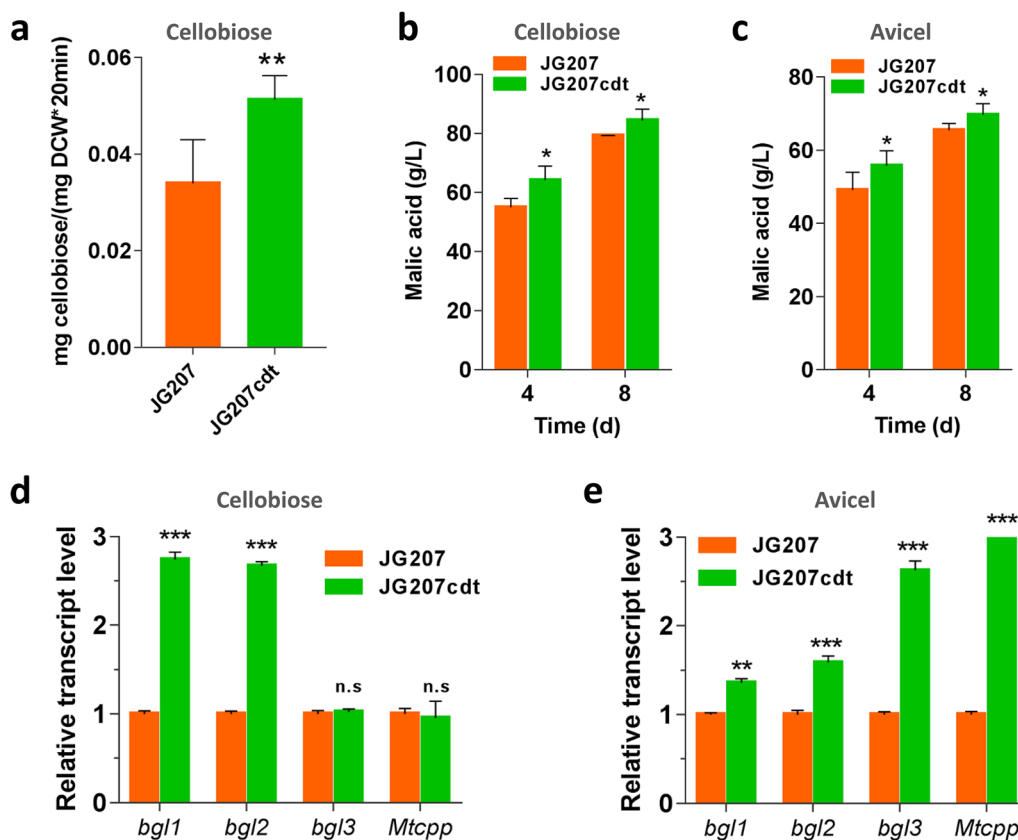 a
Cellobiose
mg cellobiose/(mg DCW*20min)
0.06
0.04
0.02
0.00
**
JG207
JG207cdt
b
Cellobiose
JG207
JG207cdt
Malic acid (g/L)
100
80
60
40
20
0
*
*
4
8
Time (d)
c
Avicel
JG207
JG207cdt
Malic acid (g/L)
80
60
40
20
0
*
*
4
8
Time (d)
d
Cellobiose
JG207
JG207cdt
Relative transcript level
3
2
1
0
***
***
n.s
n.s
bgl1
bgl2
bgl3
Mtcpp
e
Avicel
JG207
JG207cdt
Relative transcript level
3
2
1
0
**
***
***
***
bgl1
bgl2
bgl3
Mtcpp